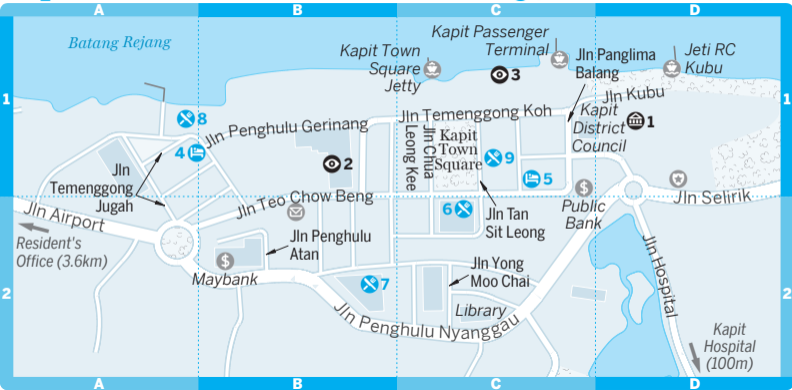 A
B
C
D
Batang Rejang
Kapit Passenger
Terminal
Kapit Town
Square
Jetty
3
Jln Panglima
Balang
Jeti RC
Kubu
1
1
8
Jln Kubu
Jln Temenggong Koh
Kapit
District
Council
1
Jln Penghulu Gerinang
Jln Chua
Leong Kee
Kapit
Town
Square
4
2
9
Jln
Temenggong
Jugah
5
Jln Teo Chow Beng
Jln Selirik
Public
Bank
6
Jln Tan
Sit Leong
Jln Airport
Resident's
Office (3.6km)
Jln Penghulu
Atan
Maybank
Jln Yong
Moo Chai
Jln Hospital
2
2
7
Library
Jln Penghulu Nyanggau
Kapit
Hospital
(100m)
A
B
C
D